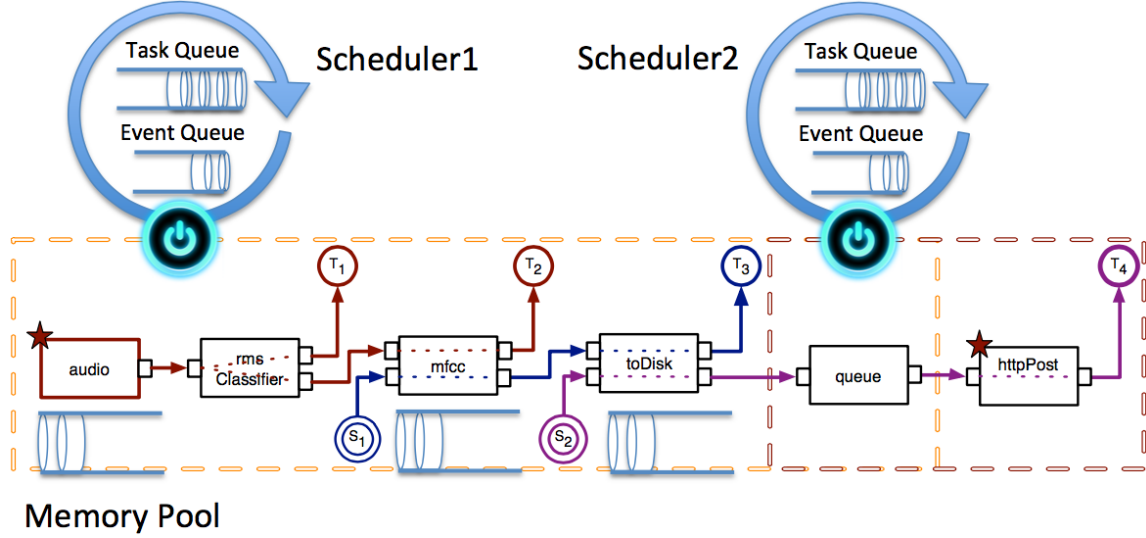 Task Queue
Event Queue
Scheduler1
Scheduler2
Task Queue
Event Queue
T1
T2
T3
T4
audio
rms
Classifier
mfcc
toDisk
queue
httpPost
S1
S2
Memory Pool